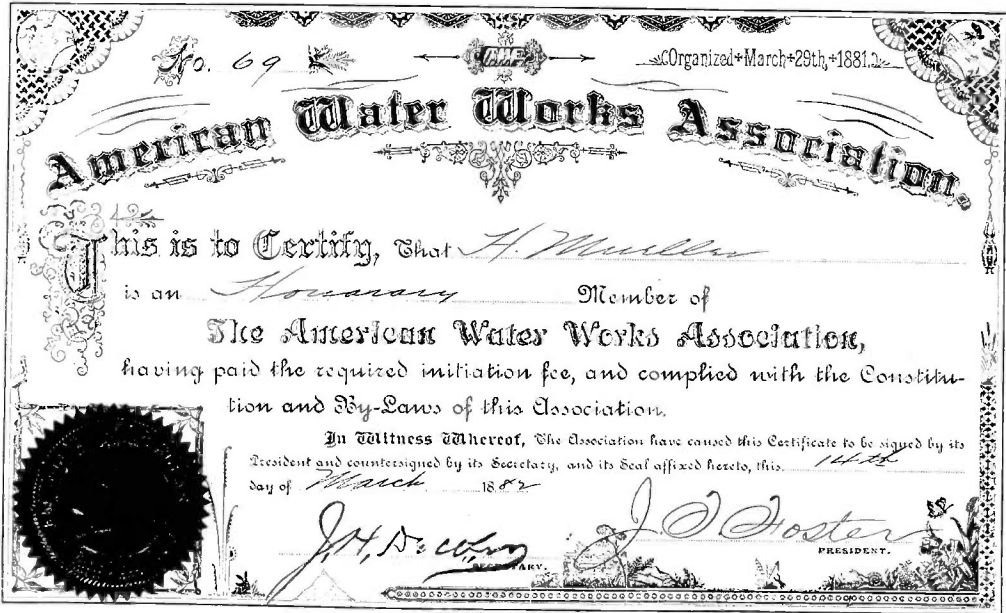 No. 69
THE
Organized March 29th, 1881.
American Water Works Association.
This is to Certify, That H. Mueller
is an Honorary Member of
The American Water Works Association,
having paid the required initiation fee, and complied with the Constitu-
tion and By-Laws of this Association.
In Witness Whereof, The Association have caused this Certificate to be signed by its
President and countersigned by its Secretary, and its Seal affixed hereto, this 14th
day of March 1882
J. H. SECRETARY.
J T Foster
PRESIDENT.